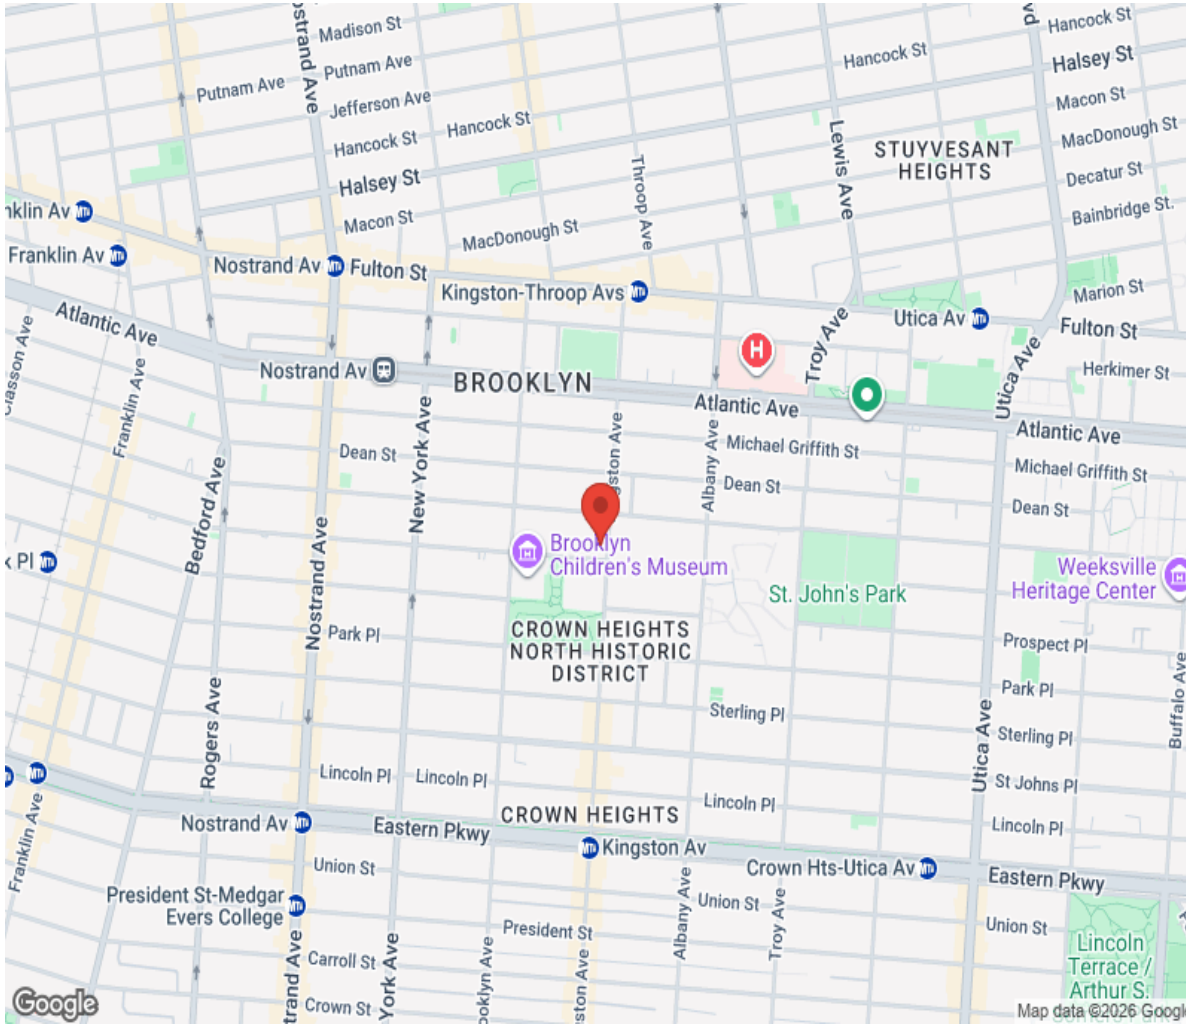 Madison St
Hancock St
Putnam Ave
Hancock St
Halsey St
Putnam Ave
Jefferson Ave
Macon St
Hancock St
Hancock St
Lewis Ave
MacDonough St
STUYVESANT
HEIGHTS
Halsey St
Throop Ave
Decatur St
Macon St
MacDonough St
Bainbridge St.
nklin Av
Franklin Av
Nostrand Av
Fulton St
Kingston-Throop Avs
Marion St
Utica Av
Fulton St
Atlantic Ave
Troy Ave
Utica Ave
H
Nostrand Av
BROOKLYN
Herkimer St
Classon Ave
Franklin Ave
Atlantic Ave
Atlantic Ave
New York Ave
Michael Griffith St
Dean St
Albany Ave
Dean St
Michael Griffith St
Dean St
Bedford Ave
Nostrand Ave
Brooklyn
Children's Museum
Weeksville
Heritage Center
St. John's Park
CROWN HEIGHTS
NORTH HISTORIC
DISTRICT
Park Pl
Prospect Pl
Park Pl
Rogers Ave
Sterling Pl
Sterling Pl
Utica Ave
Buffalo Ave
Lincoln Pl
Lincoln Pl
St Johns Pl
Lincoln Pl
CROWN HEIGHTS
Lincoln Pl
Nostrand Av
Eastern Pkwy
Kingston Av
Franklin Ave
Union St
Crown Hts-Utica Av
Eastern Pkwy
President St-Medgar
Evers College
Albany Ave
Union St
Troy Ave
Union St
President St
Carroll St
Lincoln
Terrace /
Arthur S.
Crown St
Google
Map data ©2026 Google